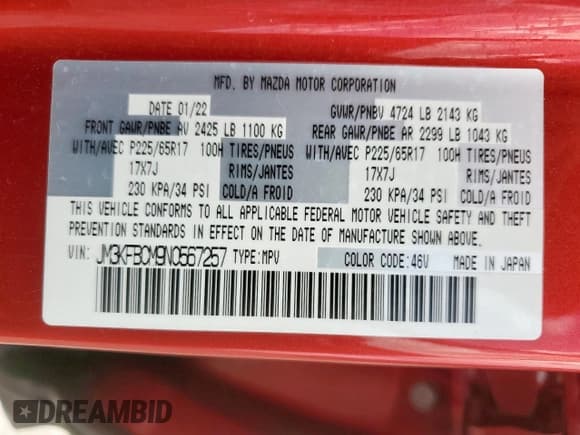 MFD. BY MAZDA MOTOR CORPORATION
DATE 01/22 GVWR/PNBV 4724 LB 2143 KG
FRONT GAWR/PNBE AV 2425 LB 1100 KG REAR GAWR/PNBE AR 2299 LB 1043 KG
WITH/AVEC P225/65R17 100H TIRES/PNEUS WITH/AVEC P225/65R17 100H TIRES/PNEUS
17X7J RIMS/JANTES 17X7J RIMS/JANTES
230 KPA/34 PSI COLD/A FROID 230 KPA/34 PSI COLD/A FROID
THIS VEHICLE CONFORMS TO ALL APPLICABLE FEDERAL MOTOR VEHICLE SAFETY AND THEFT
PREVENTION STANDARDS IN EFFECT ON THE DATE OF MANUFACTURE SHOWN ABOVE.
VIN: JM3KFBCM9N0567257 TYPE:MPV COLOR CODE:46V MADE IN JAPAN
DREAMBID